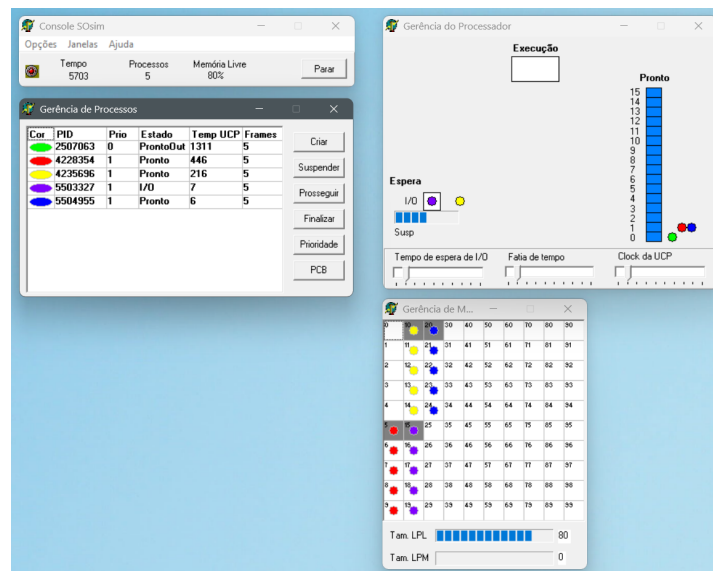 Console SOsim
Opções Janelas Ajuda
Tempo Processos Memória Livre
5703 5 80%
Parar
Gerência de Processos
Cor PID Prio Estado Temp UCP Frames
2507063 0 ProntoOut 1311 5
4228354 1 Pronto 446 5
4235696 1 Pronto 216 5
5503327 1 I/O 7 5
5504955 1 Pronto 6 5
Criar
Suspender
Prosseguir
Finalizar
Prioridade
PCB
Gerência do Processador
Execução
Pronto
15
14
13
12
11
10
9
8
7
6
5
4
3
2
1
0
Espera
I/O
Susp
Tempo de espera de I/O Fatia de tempo Clock da UCP
Gerência de M...
0 10 20 30 40 50 60 70 80 90
1 11 21 31 41 51 61 71 81 91
2 12 22 32 42 52 62 72 82 92
3 13 23 33 43 53 63 73 83 93
4 14 24 34 44 54 64 74 84 94
5 15 25 35 45 55 65 75 85 95
6 16 26 36 46 56 66 76 86 96
7 17 27 37 47 57 67 77 87 97
8 18 28 38 48 58 68 78 88 98
9 19 29 39 49 59 69 79 89 99
Tam. LPL 80
Tam. LPM 0